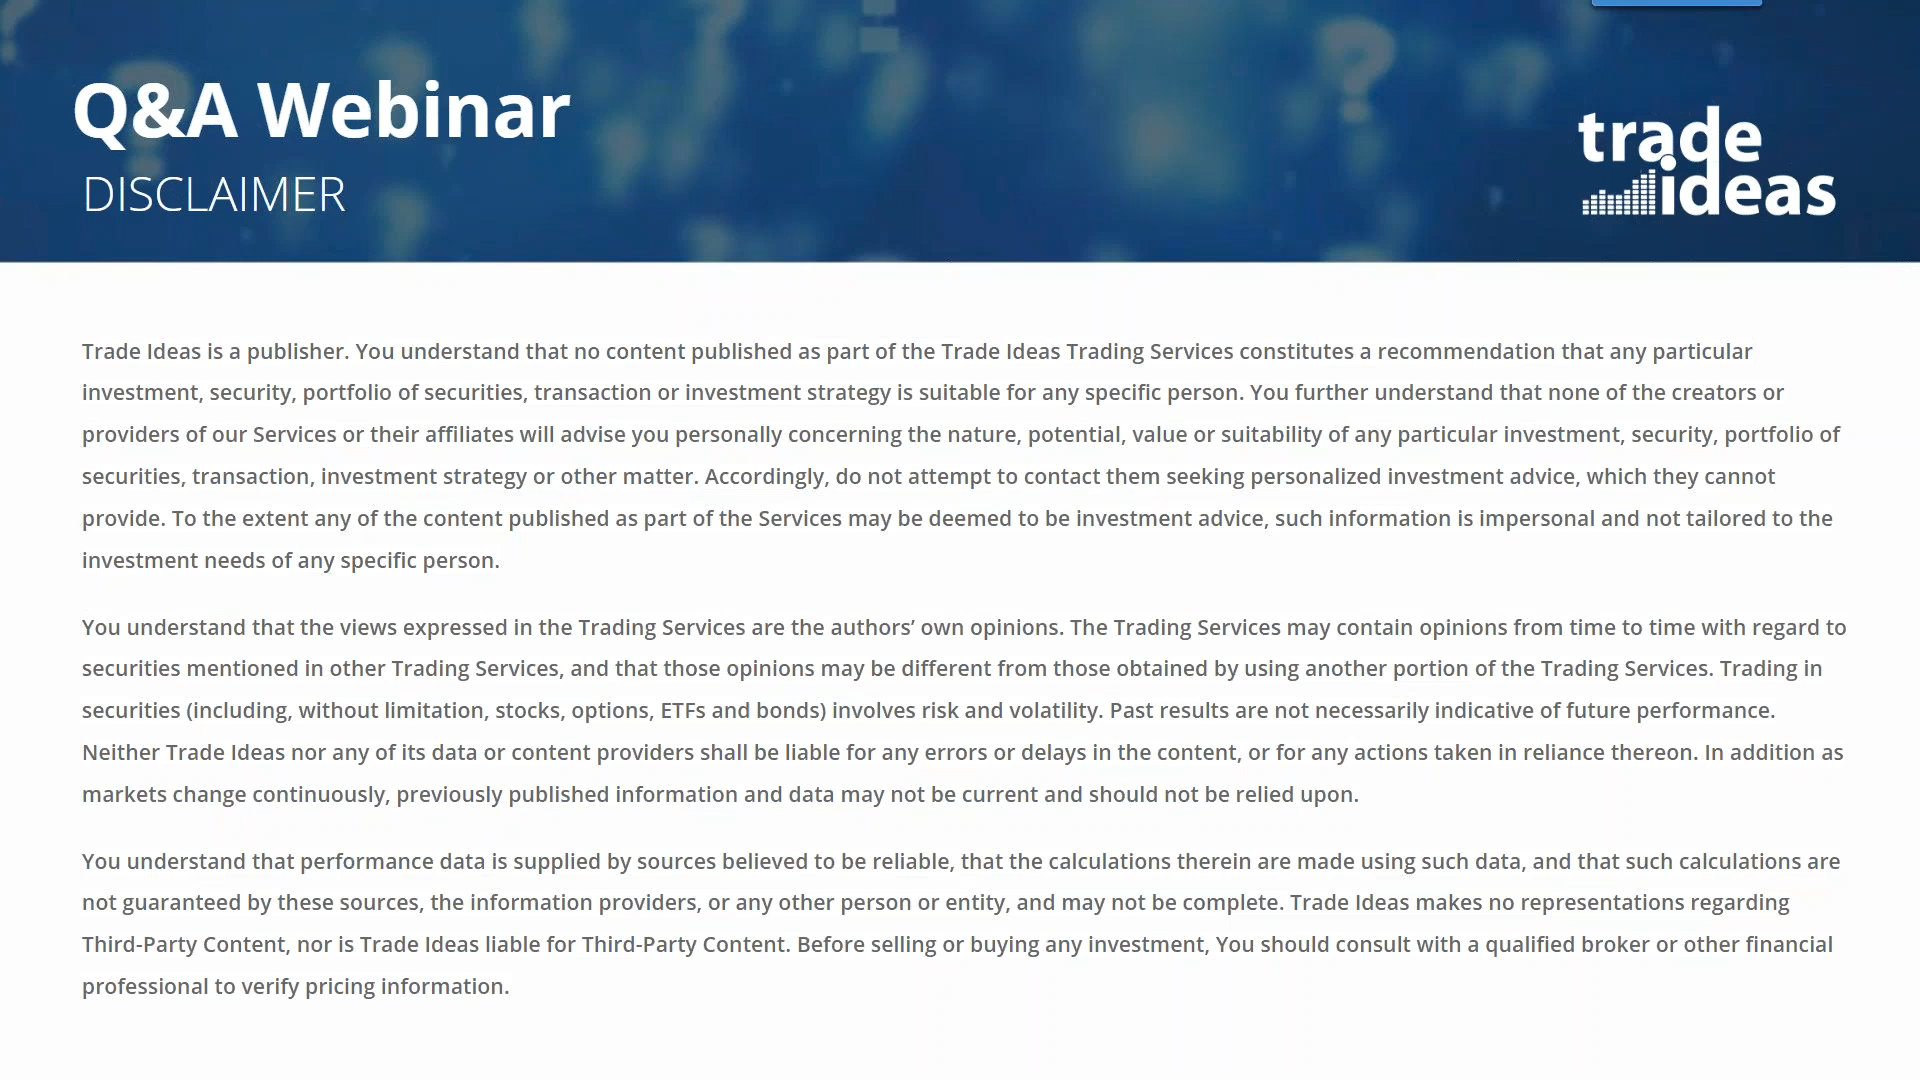 Q&A Webinar
DISCLAIMER
trade
ideas
Trade Ideas is a publisher. You understand that no content published as part of the Trade Ideas Trading Services constitutes a recommendation that any particular
investment, security, portfolio of securities, transaction or investment strategy is suitable for any specific person. You further understand that none of the creators or
providers of our Services or their affiliates will advise you personally concerning the nature, potential, value or suitability of any particular investment, security, portfolio of
securities, transaction, investment strategy or other matter. Accordingly, do not attempt to contact them seeking personalized investment advice, which they cannot
provide. To the extent any of the content published as part of the Services may be deemed to be investment advice, such information is impersonal and not tailored to the
investment needs of any specific person.
You understand that the views expressed in the Trading Services are the authors’ own opinions. The Trading Services may contain opinions from time to time with regard to
securities mentioned in other Trading Services, and that those opinions may be different from those obtained by using another portion of the Trading Services. Trading in
securities (including, without limitation, stocks, options, ETFs and bonds) involves risk and volatility. Past results are not necessarily indicative of future performance.
Neither Trade Ideas nor any of its data or content providers shall be liable for any errors or delays in the content, or for any actions taken in reliance thereon. In addition as
markets change continuously, previously published information and data may not be current and should not be relied upon.
You understand that performance data is supplied by sources believed to be reliable, that the calculations therein are made using such data, and that such calculations are
not guaranteed by these sources, the information providers, or any other person or entity, and may not be complete. Trade Ideas makes no representations regarding
Third-Party Content, nor is Trade Ideas liable for Third-Party Content. Before selling or buying any investment, You should consult with a qualified broker or other financial
professional to verify pricing information.